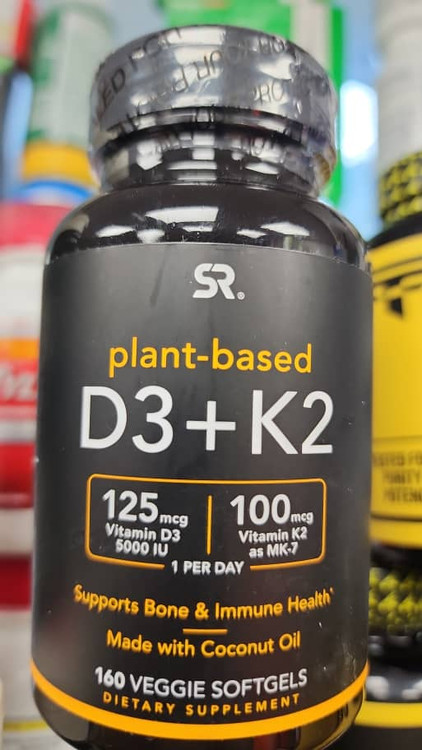 SR®
plant-based
D3+K2
125mcg
Vitamin D3
5000 IU
100mcg
Vitamin K2
as MK-7
1 PER DAY
Supports Bone & Immune Health*
Made with Coconut Oil
160 VEGGIE SOFTGELS
DIETARY SUPPLEMENT